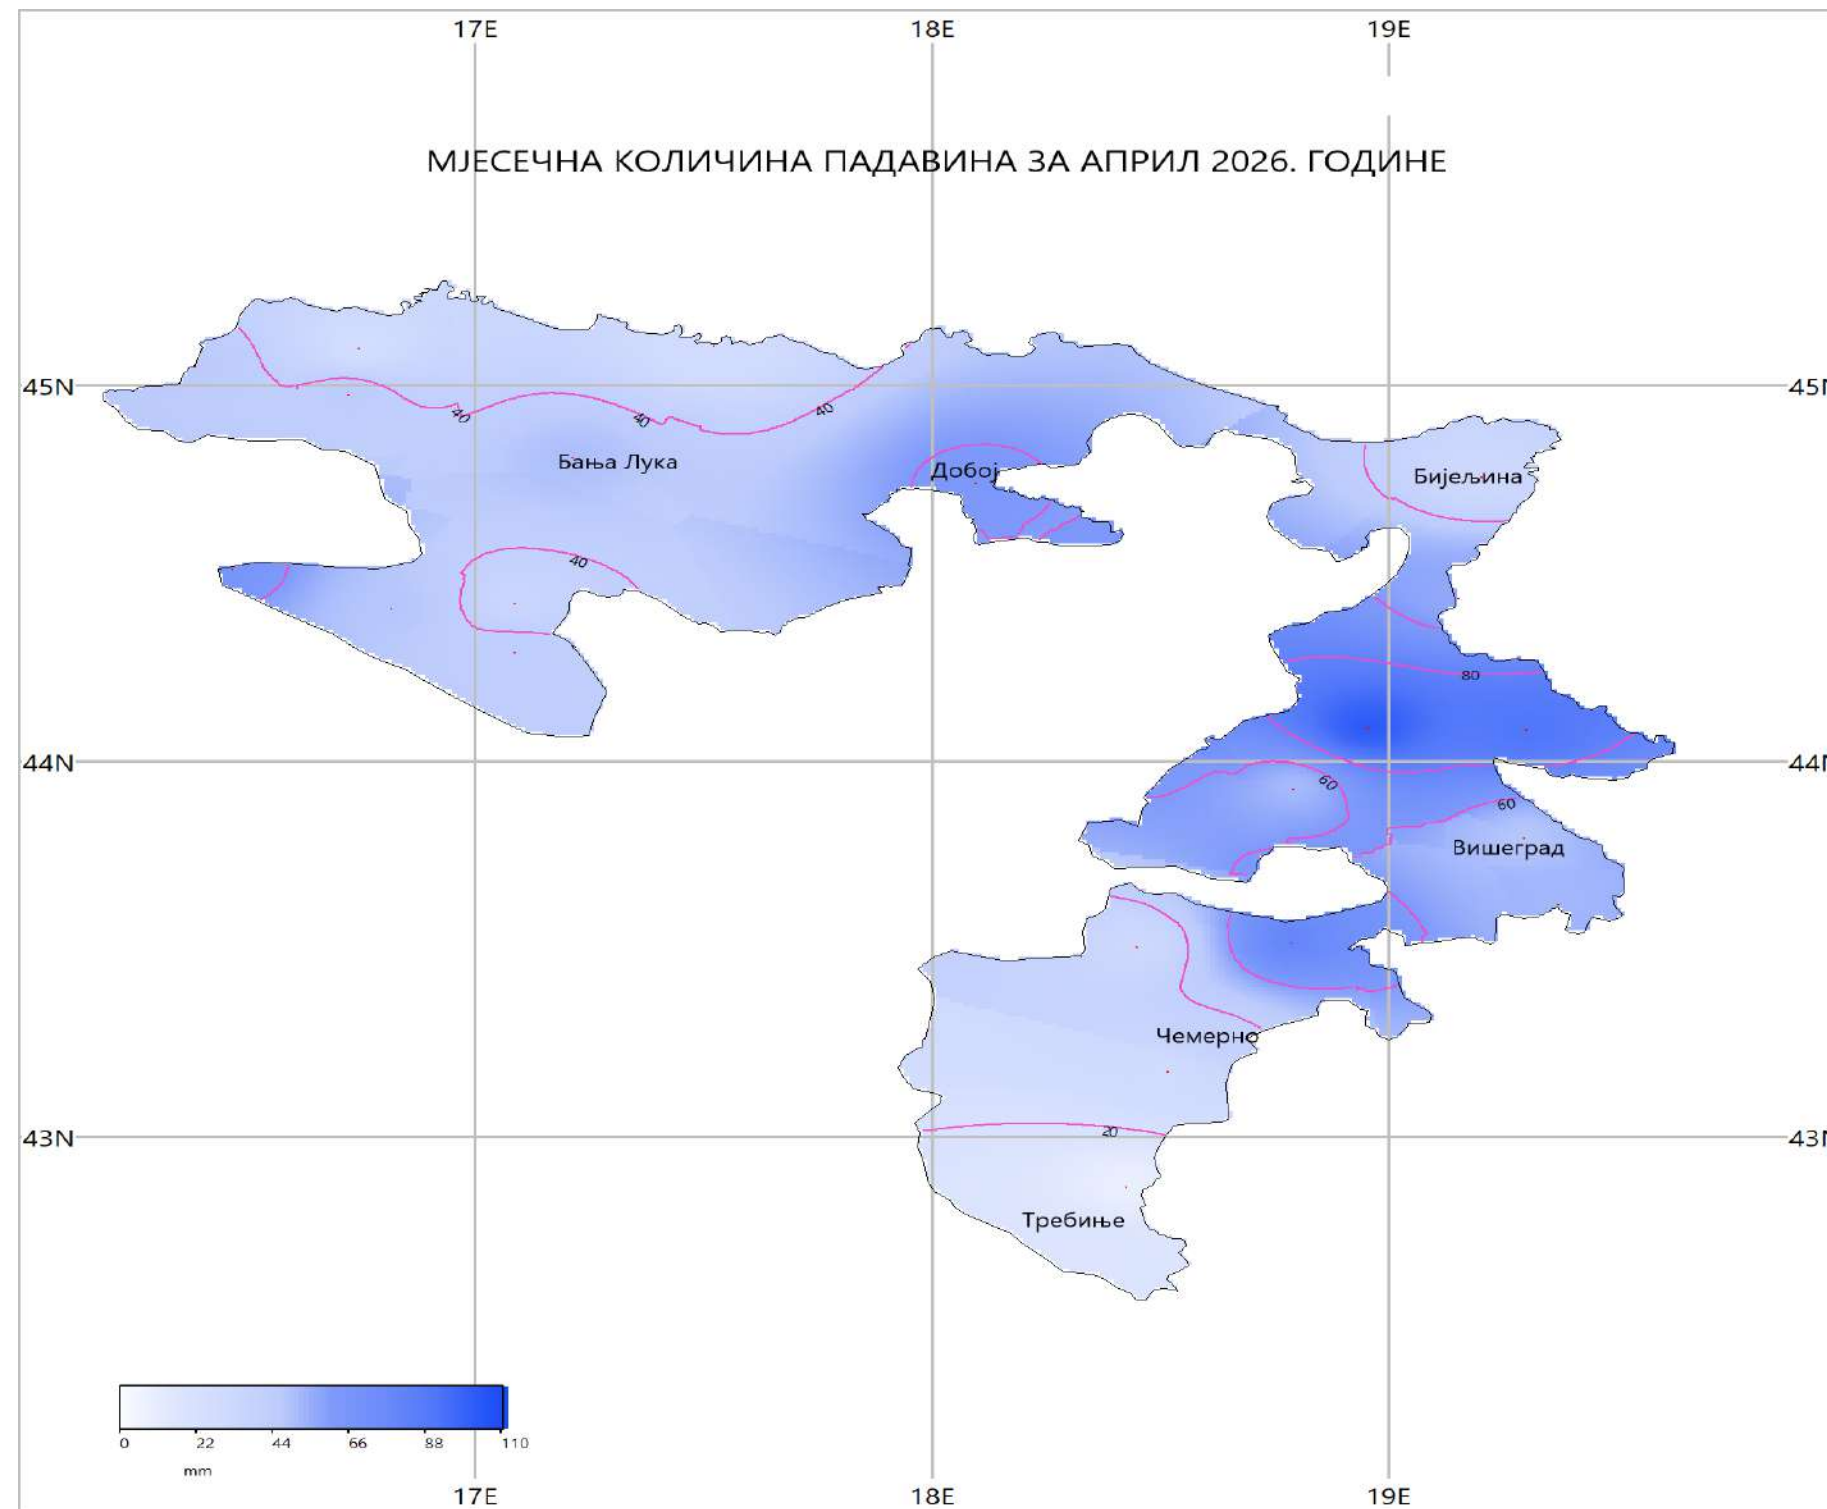 17E 18E 19E
МЈЕСЕЧНА КОЛИЧИНА ПАДАВИНА ЗА АПРИЛ 2026. ГОДИНЕ
45N 45N
40 40 40
Бања Лука
Добој
Бијељина
40
80
44N 44N
60
60
Вишеград
Чемерно
43N 43N
20
Требиње
0 22 44 66 88 110
mm
17E 18E 19E